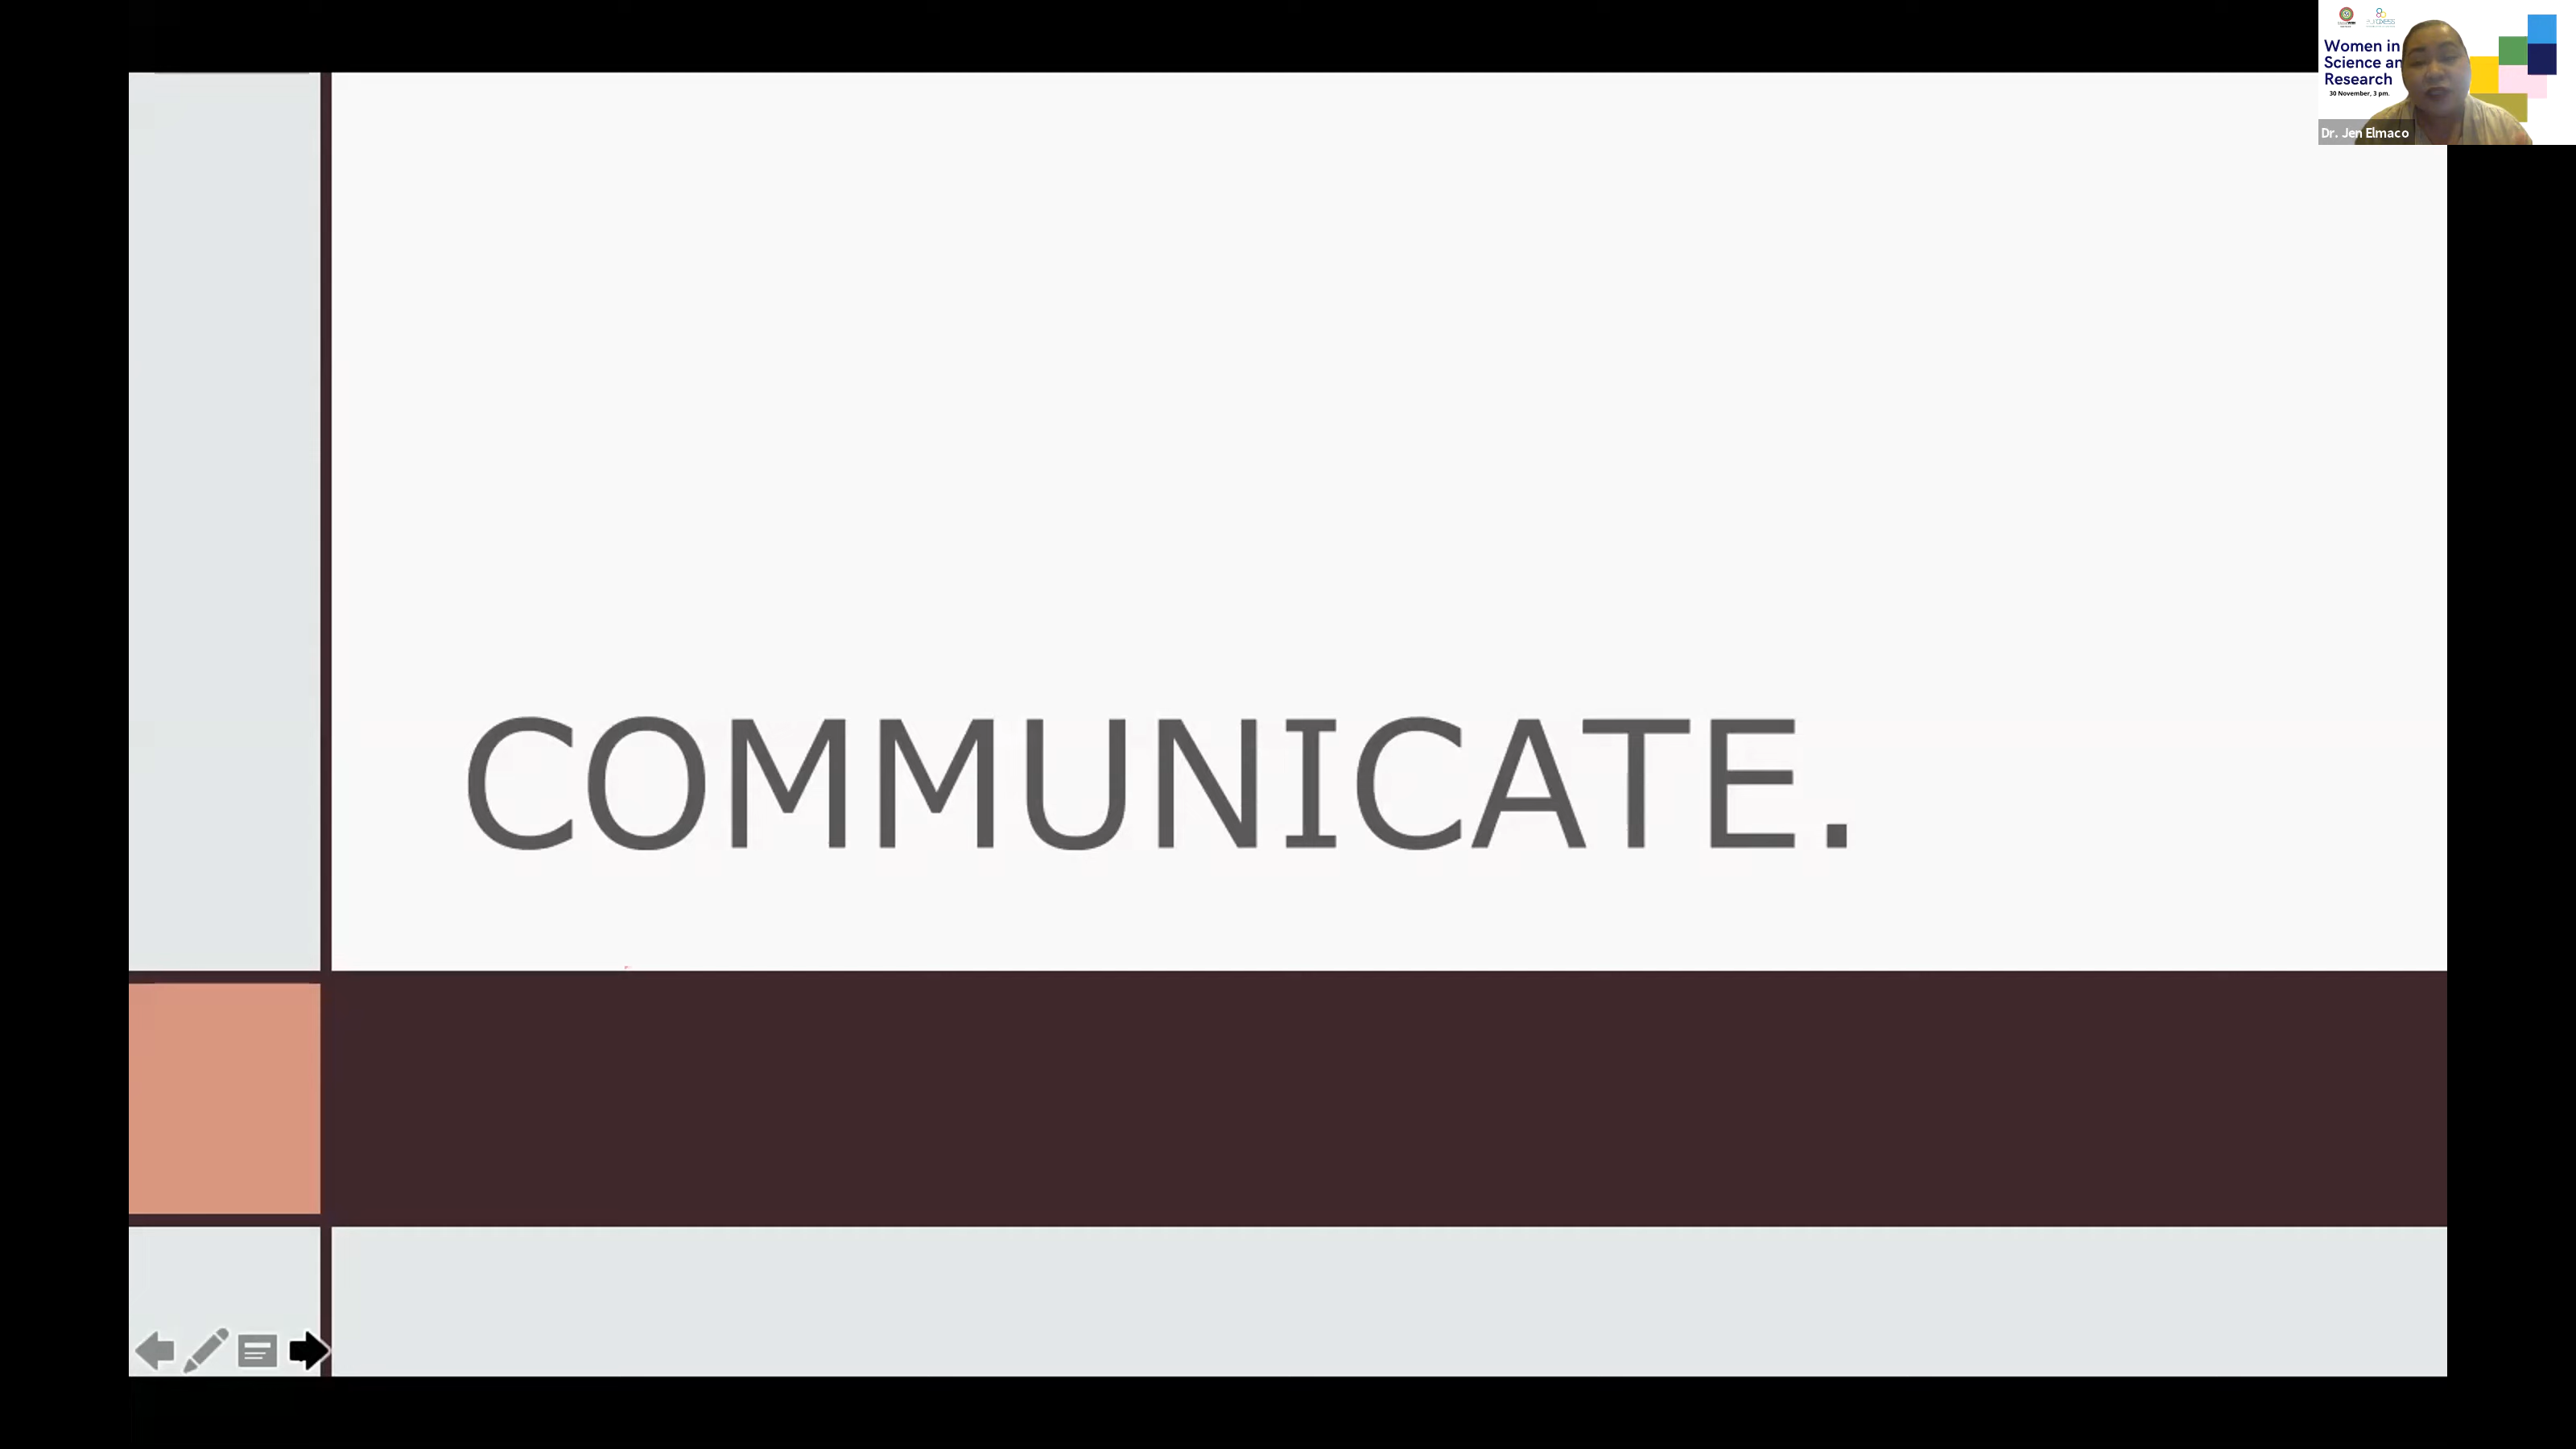 Women in
Science an
Research
30 November, 3 pm.
Dr. Jen Elmaco
COMMUNICATE.